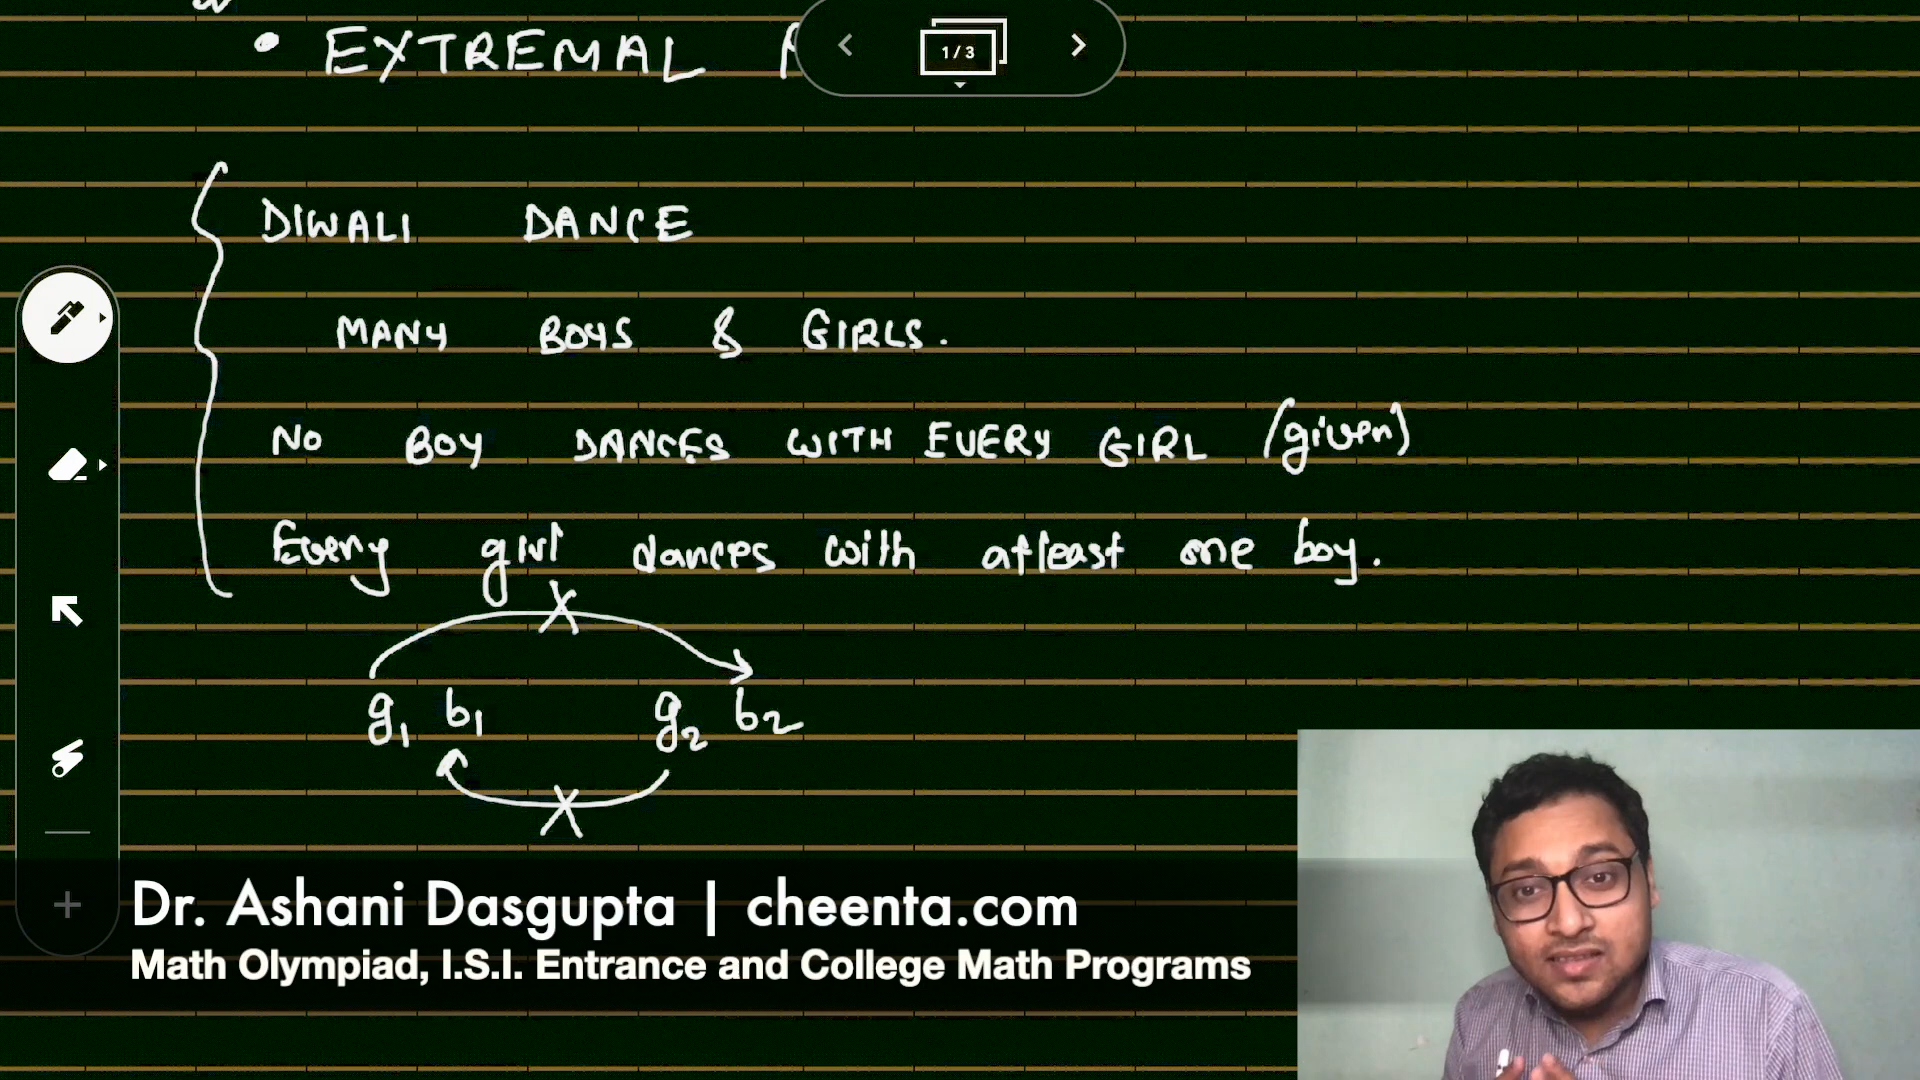 • EXTREMAL
1/3
DIWALI DANCE
MANY BOYS & GIRLS.
NO BOY DANCES WITH EVERY GIRL (given)
Every girl dances with atleast one boy.
g1 b1 g2 b2
Dr. Ashani Dasgupta | cheenta.com
Math Olympiad, I.S.I. Entrance and College Math Programs